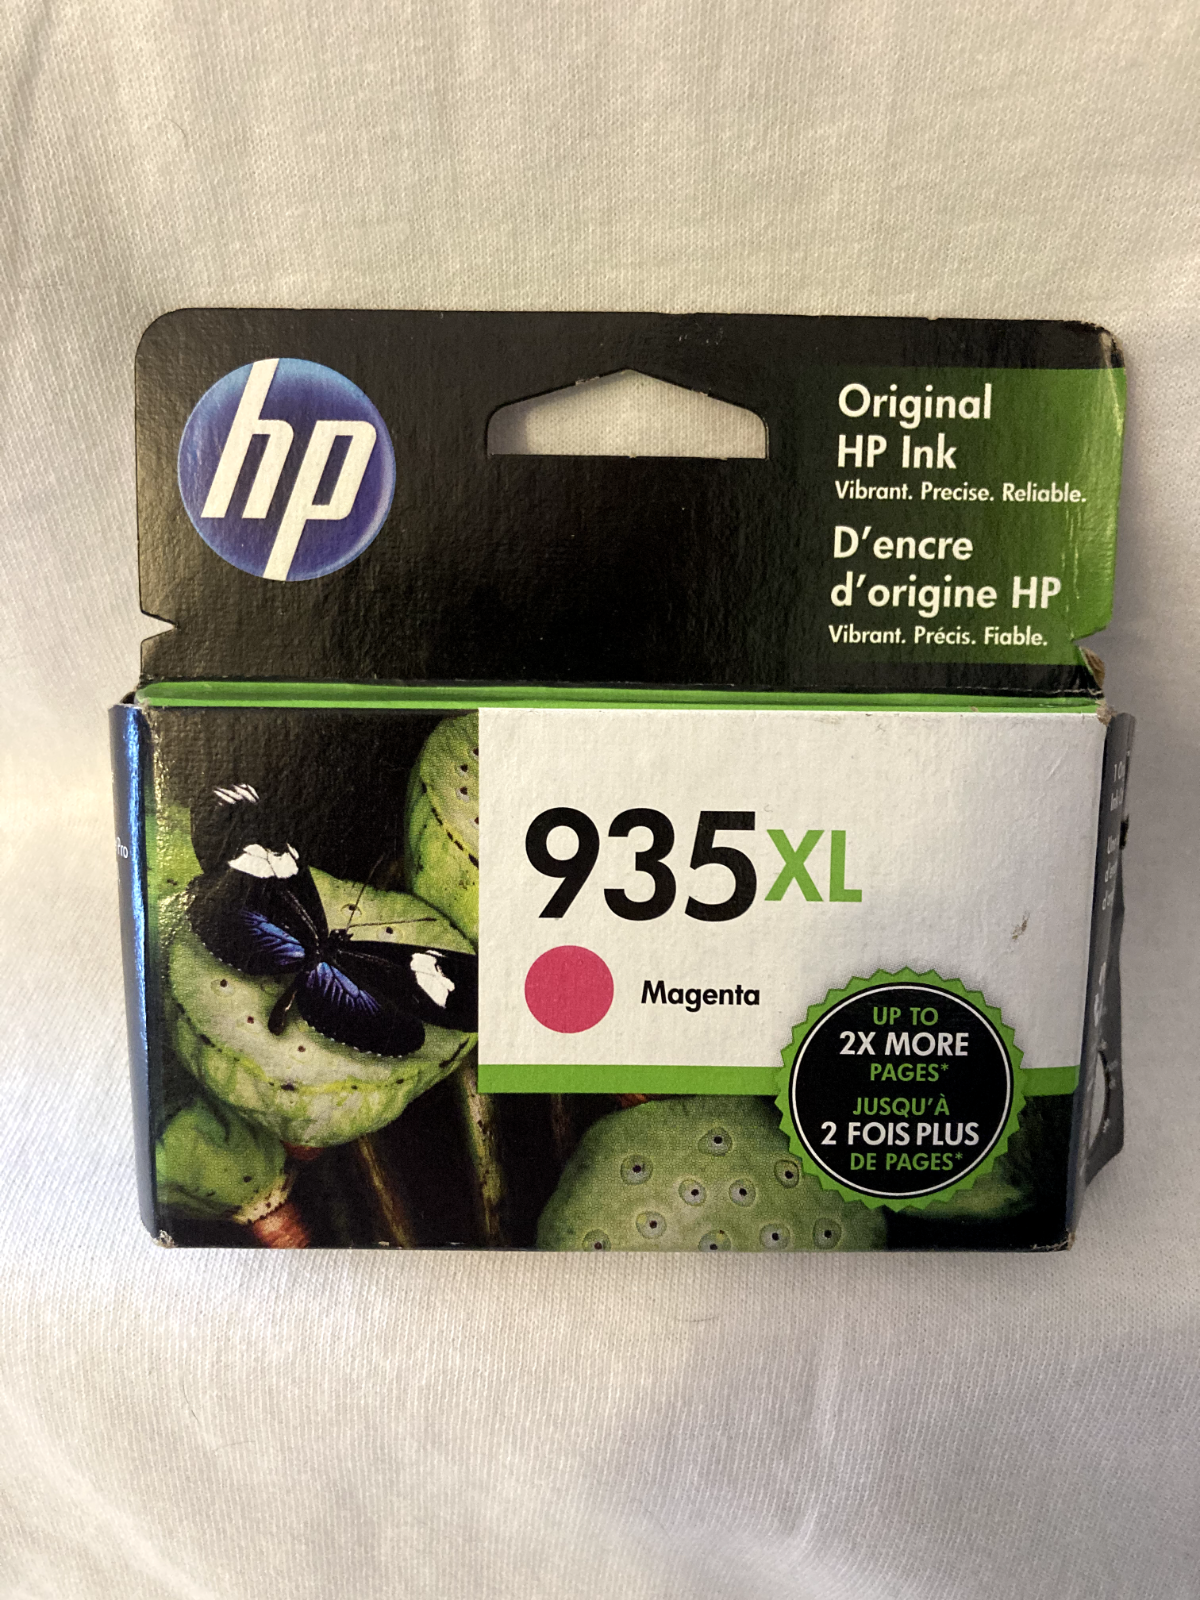 hp
Original
HP Ink
Vibrant. Precise. Reliable.
D'encre
d'origine HP
Vibrant. Précis. Fiable.
935XL
Magenta
UP TO
2X MORE
PAGES*
JUSQU'À
2 FOIS PLUS
DE PAGES*
Pro